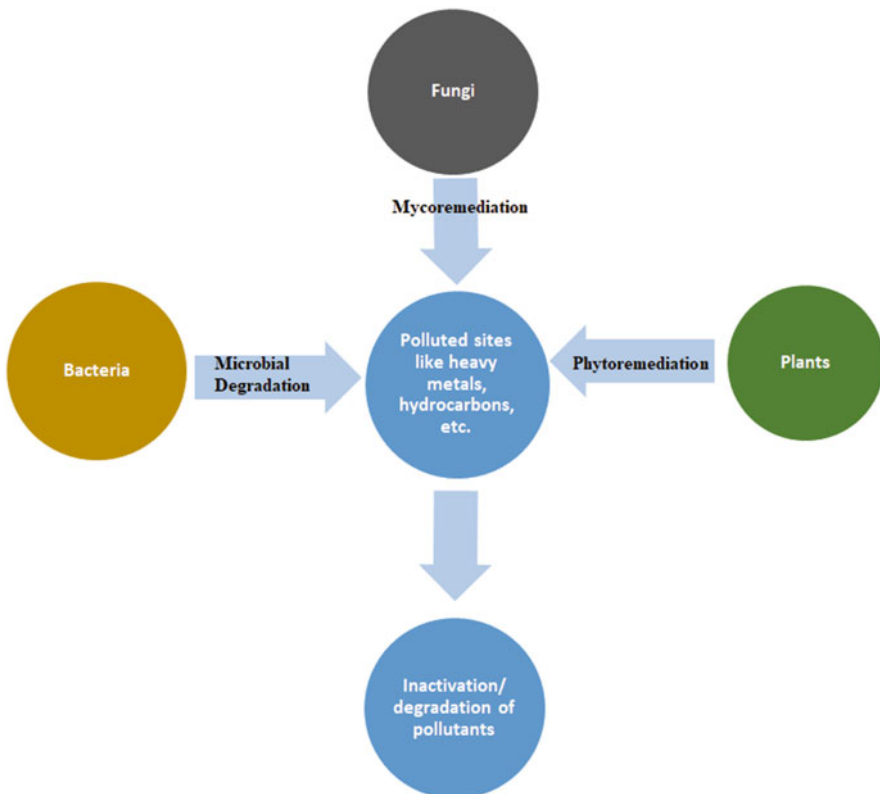 Fungi
Mycoremediation
Bacteria
Microbial
Degradation
Polluted sites
like heavy
metals,
hydrocarbons,
etc.
Phytoremediation
Plants
Inactivation/
degradation of
pollutants